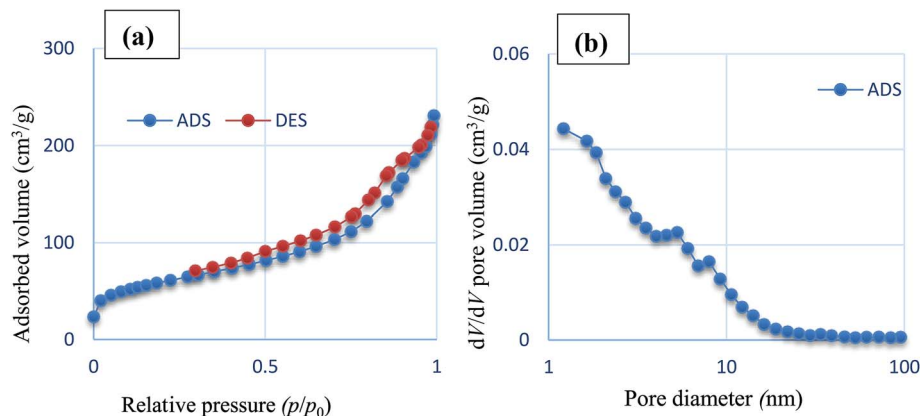 (a)
Adsorbed volume (cm³/g)
300
200
100
0
ADS DES
0 0.5 1
Relative pressure (p/p₀)
(b)
dV/dV pore volume (cm³/g)
0.06
0.04
0.02
0
ADS
1 10 100
Pore diameter (nm)